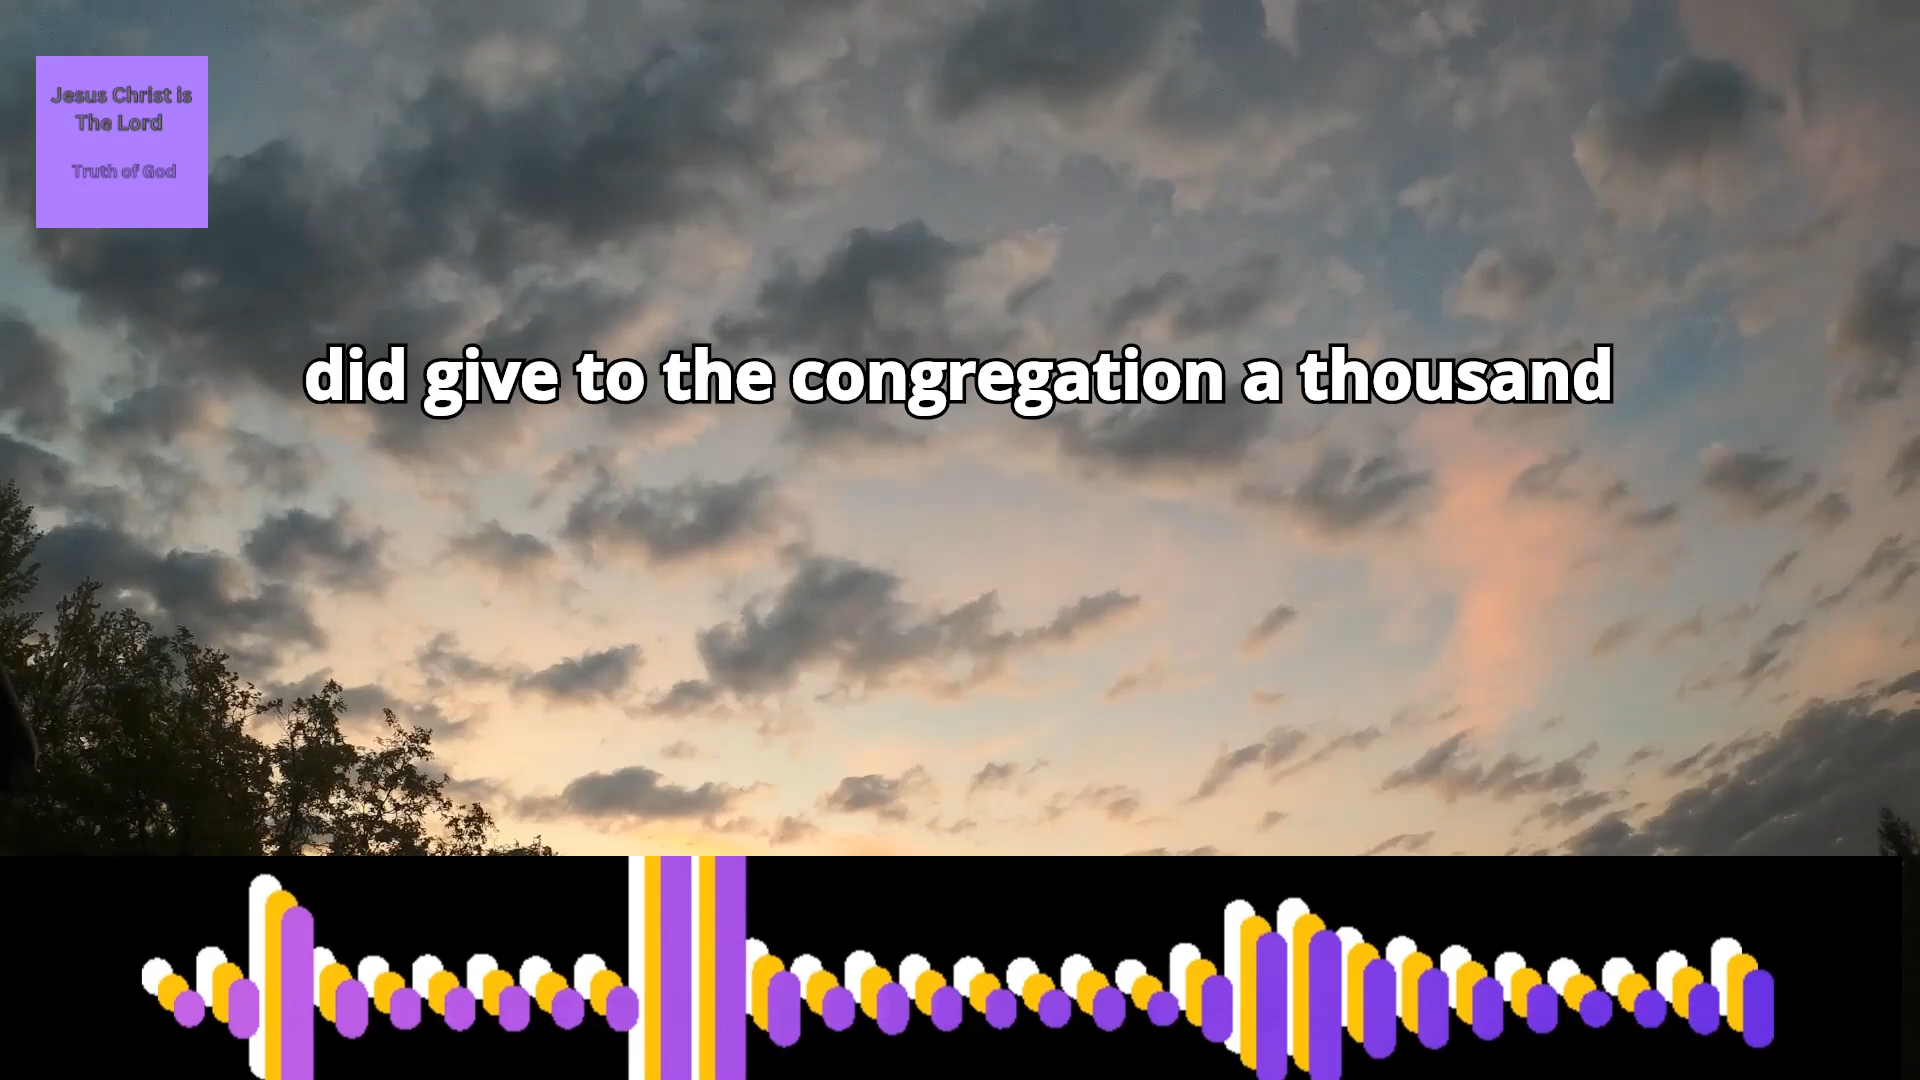 Jesus Christ is
The Lord
Truth of God
did give to the congregation a thousand